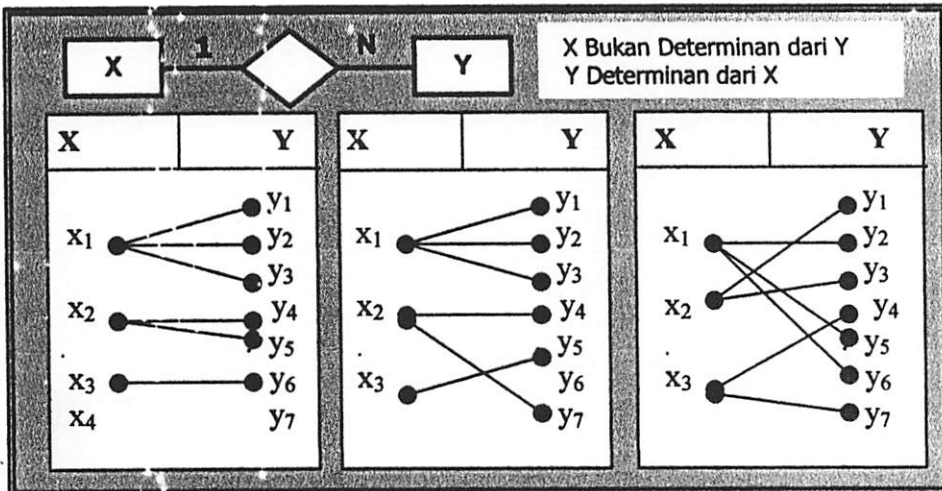 X 1 N Y
X Bukan Determinan dari Y
Y Determinan dari X
X Y
x1 y1
y2
y3
x2 y4
y5
x3 y6
x4 y7
X Y
x1 y1
y2
y3
x2 y4
y5
x3 y6
y7
X Y
x1 y1
y2
x2 y3
y4
y5
x3 y6
y7